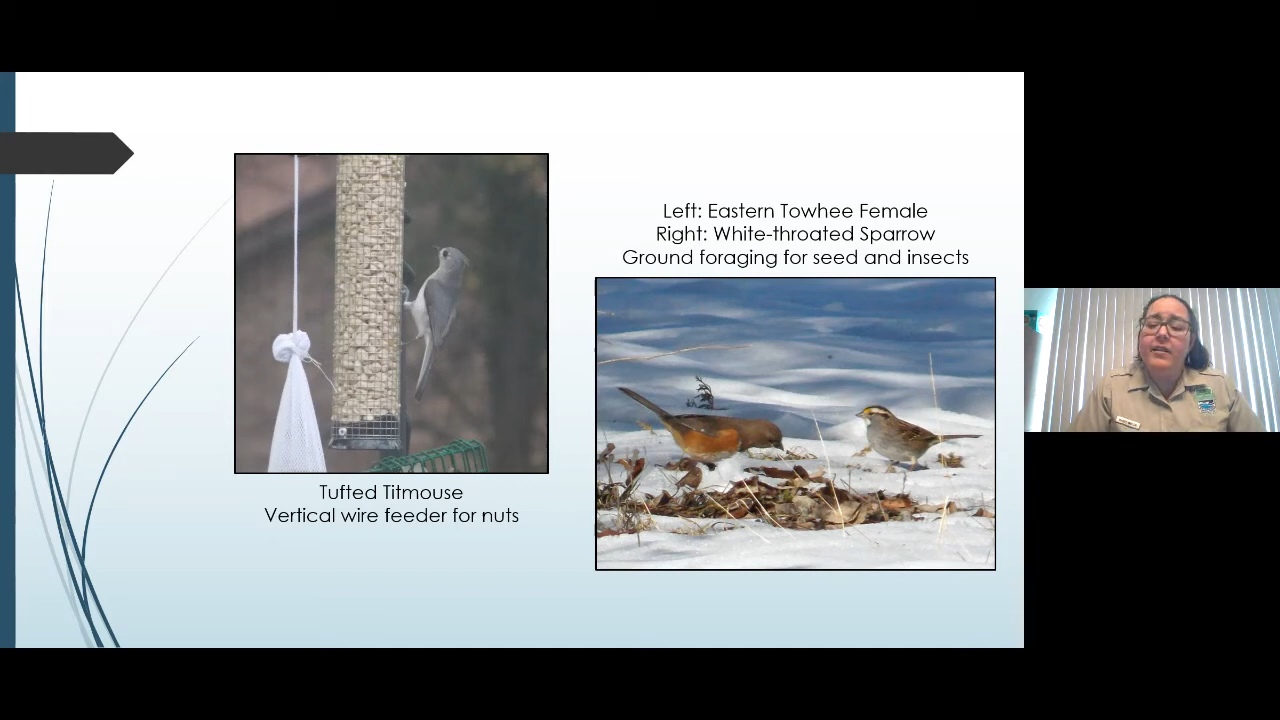 Left: Eastern Towhee Female
Right: White-throated Sparrow
Ground foraging for seed and insects
Tufted Titmouse
Vertical wire feeder for nuts